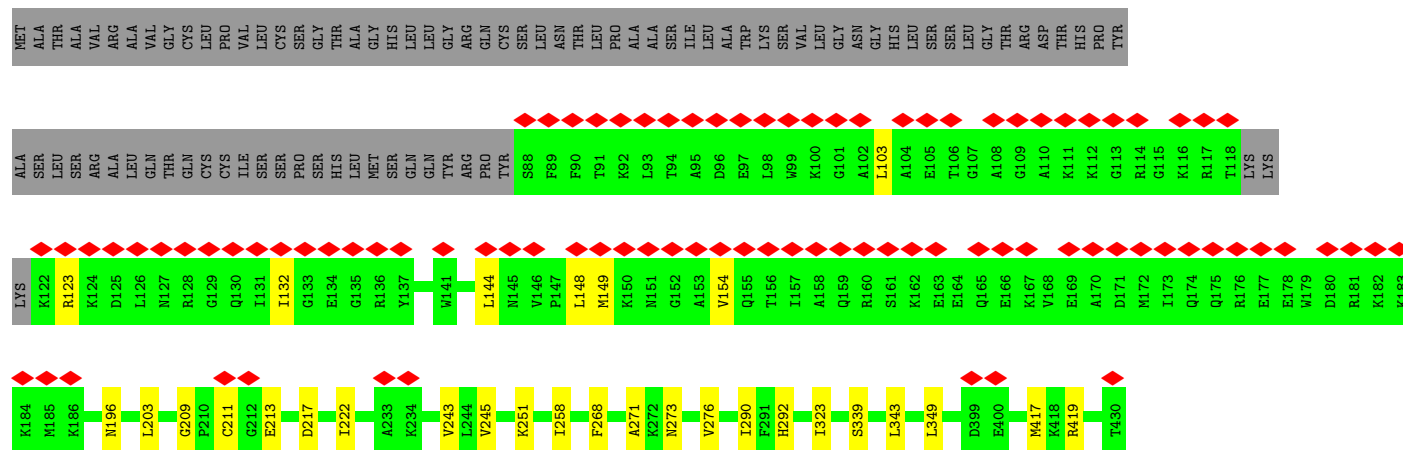 MET ALA THR ALA VAL ARG ALA VAL GLY CYS LEU PRO VAL LEU CYS SER GLY THR ALA GLY HIS LEU LEU GLY ARG GLN CYS SER LEU ASN THR LEU PRO ALA ALA SER ILE LEU ALA TRP LYS SER VAL LEU GLY ASN GLY HIS LEU SER SER LEU GLY THR ARG ASP THR HIS PRO TYR
ALA SER LEU SER ARG ALA LEU GLN THR GLN CYS CYS ILE SER SER PRO SER HIS LEU MET SER GLN GLN TYR ARG PRO TYR S88 F89 F90 T91 K92 L93 T94 A95 D96 E97 L98 W99 K100 G101 A102 L103 A104 E105 T106 G107 A108 G109 A110 K111 K112 G113 R114 G115 K116 R117 T118 LYS LYS
LYS K122 R123 K124 D125 L126 N127 R128 G129 Q130 I131 I132 G133 E134 G135 R136 Y137 W141 L144 N145 V146 P147 L148 M149 K150 N151 G152 A153 V154 Q155 T156 I157 A158 Q159 R160 S161 K162 E163 E164 Q165 E166 K167 V168 E169 A170 D171 M172 I173 Q174 Q175 R176 E177 E178 W179 D180 R181 K182 K183
K184 M185 K186 N196 L203 G209 P210 C211 G212 E213 D217 I222 A233 K234 V243 L244 V245 K251 I258 F268 A271 K272 N273 V276 I290 F291 H292 I323 S339 L343 L349 D399 E400 M417 K418 R419 T430